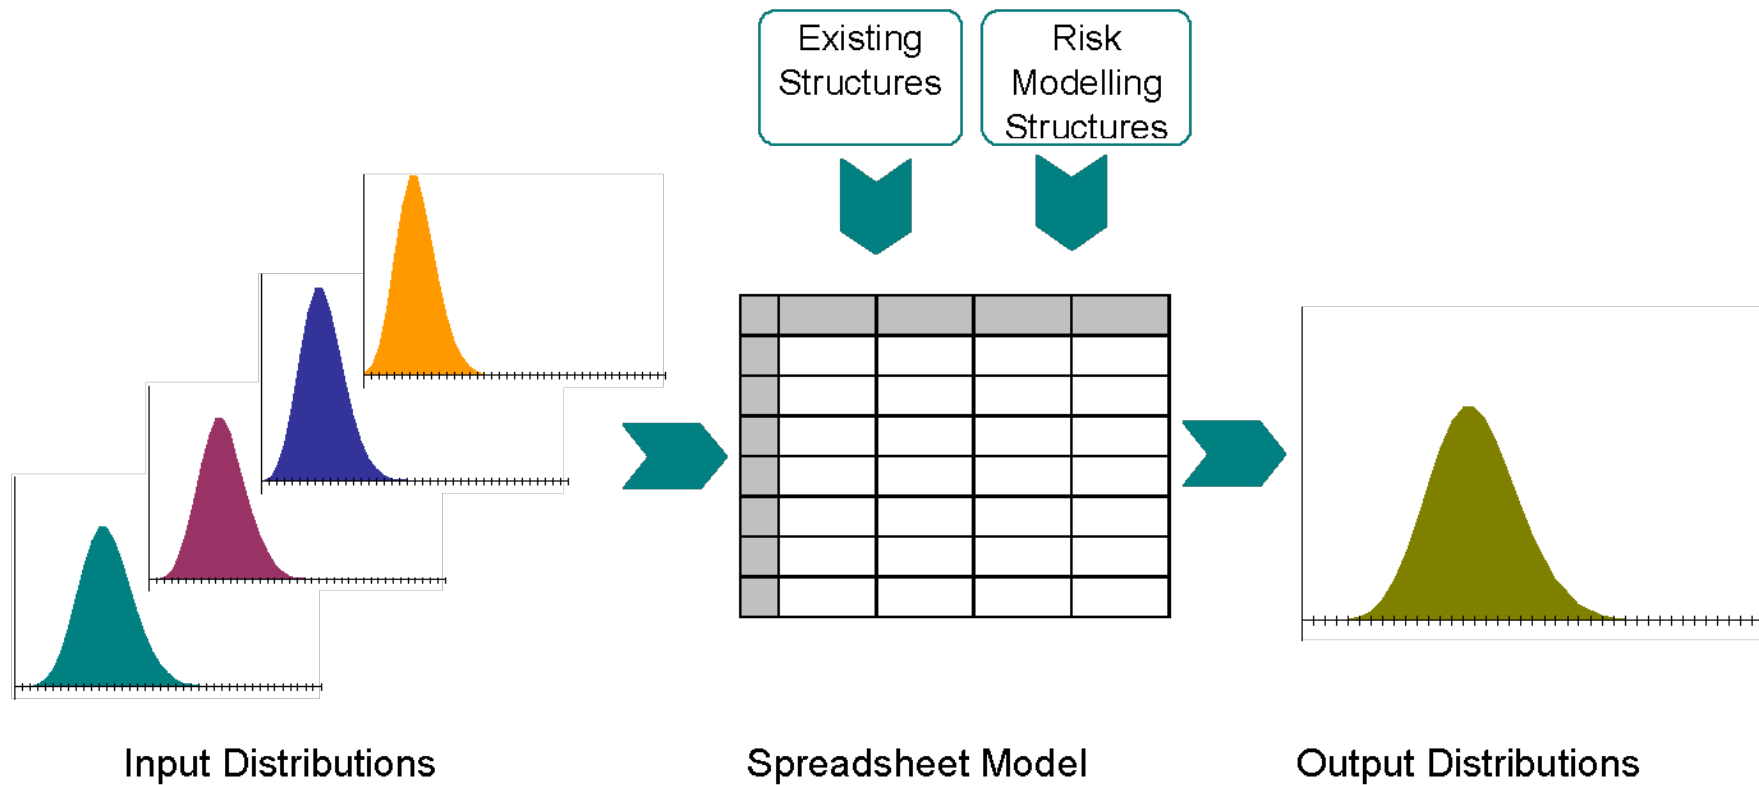 Existing
Structures
Risk
Modelling
Structures
Input Distributions
Spreadsheet Model
Output Distributions